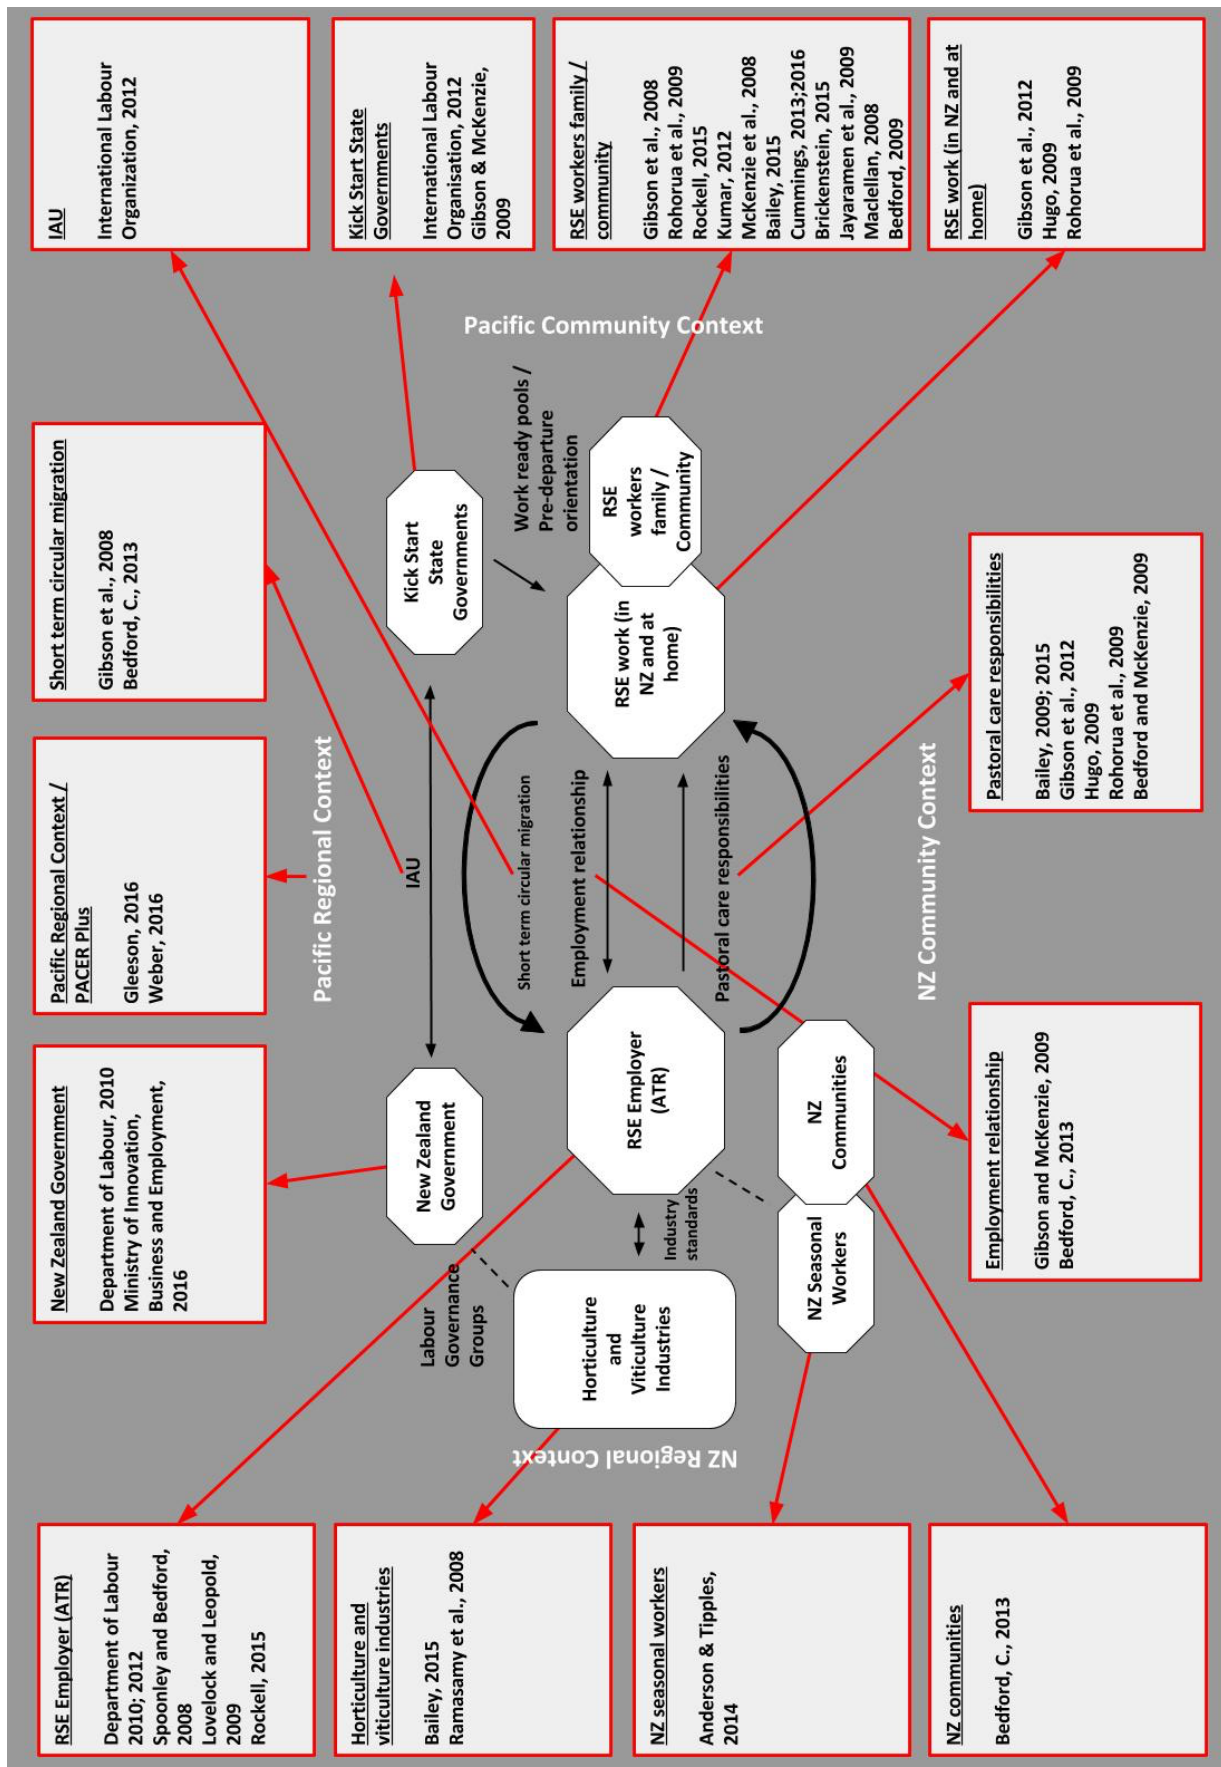 RSE Employer (ATR)
Department of Labour
2010; 2012
Spoonley and Bedford,
2008
Lovelock and Leopold,
2009
Rockell, 2015
New Zealand Government
Department of Labour, 2010
Ministry of Innovation,
Business and Employment,
2016
Pacific Regional Context /
PACER Plus
Gleeson, 2016
Weber, 2016
Short term circular migration
Gibson et al., 2008
Bedford, C., 2013
IAU
International Labour
Organization, 2012
Horticulture and
viticulture industries
Bailey, 2015
Ramasamy et al., 2008
Kick Start State
Governments
International Labour
Organisation, 2012
Gibson & McKenzie,
2009
NZ seasonal workers
Anderson & Tipples,
2014
RSE workers family /
community
Gibson et al., 2008
Rohorua et al., 2009
Rockell, 2015
Kumar, 2012
McKenzie et al., 2008
Bailey, 2015
Cummings, 2013;2016
Brickenstein, 2015
Jayaramen et al., 2009
Maclellan, 2008
Bedford, 2009
NZ communities
Bedford, C., 2013
Employment relationship
Gibson and McKenzie, 2009
Bedford, C., 2013
Pastoral care responsibilities
Bailey, 2009; 2015
Gibson et al., 2012
Hugo, 2009
Rohorua et al., 2009
Bedford and McKenzie, 2009
RSE work (in NZ and at
home)
Gibson et al., 2012
Hugo, 2009
Rohorua et al., 2009
Pacific Regional Context
NZ Regional Context
Pacific Community Context
NZ Community Context
New Zealand
Government
IAU
Kick Start
State
Governments
Labour
Governance
Groups
Work ready pools /
Pre-departure
orientation
Horticulture
and
Viticulture
Industries
Industry
standards
RSE Employer
(ATR)
Short term circular migration
Employment relationship
Pastoral care responsibilities
RSE work (in
NZ and at
home)
RSE
workers
family /
Community
NZ Seasonal
Workers
NZ
Communities